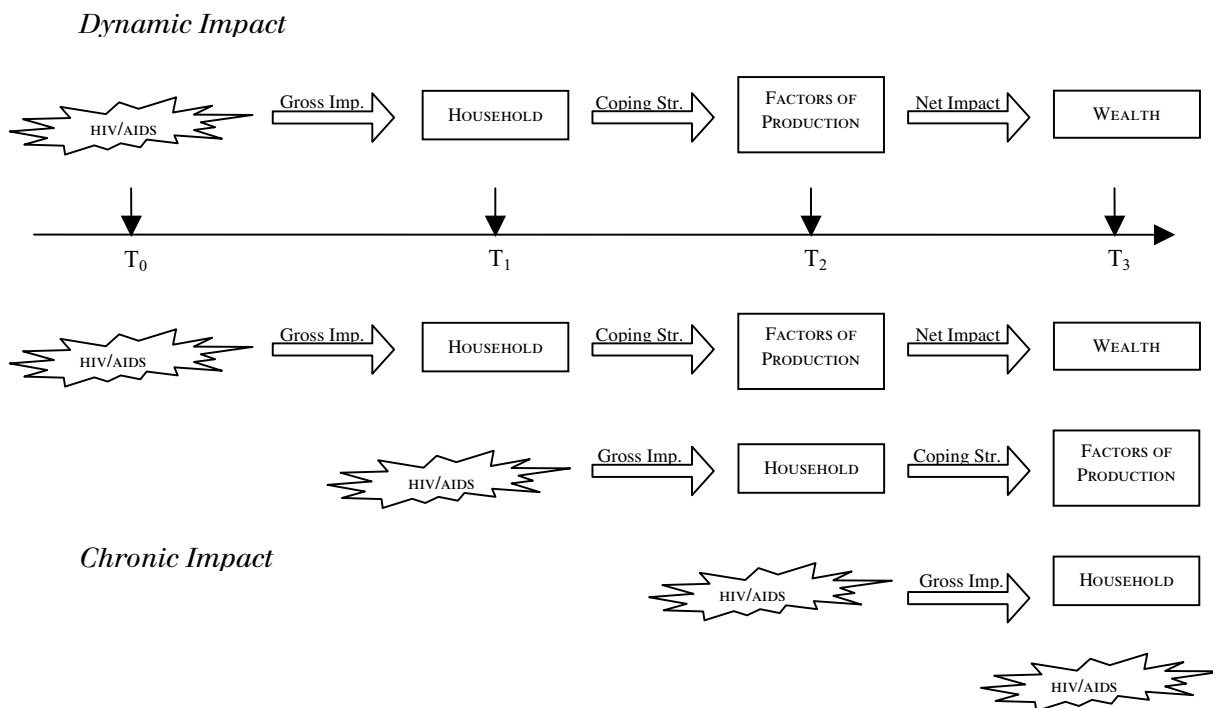 Dynamic Impact
Gross Imp.
Coping Str.
Net Impact
HIV/AIDS
HOUSEHOLD
FACTORS OF
PRODUCTION
WEALTH
T0
T1
T2
T3
Gross Imp.
Coping Str.
Net Impact
HIV/AIDS
HOUSEHOLD
FACTORS OF
PRODUCTION
WEALTH
Gross Imp.
Coping Str.
HIV/AIDS
HOUSEHOLD
FACTORS OF
PRODUCTION
Chronic Impact
Gross Imp.
HIV/AIDS
HOUSEHOLD
HIV/AIDS